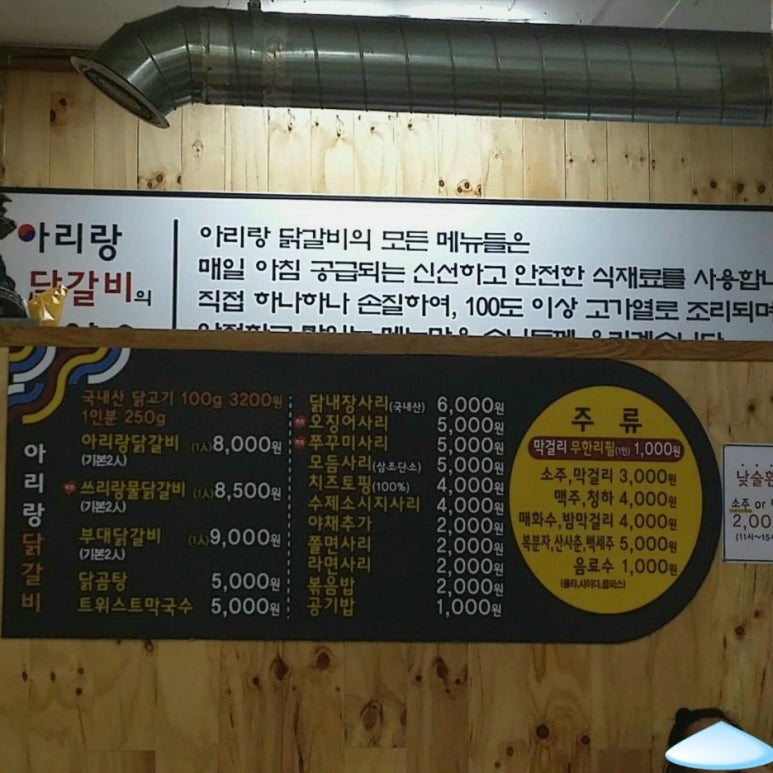 아리랑
닭갈비의
아리랑 닭갈비의 모든 메뉴들은
매일 아침 공급되는 신선하고 안전한 식재료를 사용합니
직접 하나하나 손질하여, 100도 이상 고가열로 조리되며
아리랑닭갈비
국내산 닭고기 100g 3200원
1인분 250g
아리랑닭갈비 (1人) 8,000원
(기본2人)
쓰리랑물닭갈비 (1人) 8,500원
(기본2人)
부대닭갈비 (1人) 9,000원
(기본2人)
닭곰탕 5,000원
트위스트막국수 5,000원
닭내장사리(국내산) 6,000원
오징어사리 5,000원
쭈꾸미사리 5,000원
모듬사리(삼조단소) 5,000원
치즈토핑(100%) 4,000원
수제소시지사리 4,000원
야채추가 2,000원
쫄면사리 2,000원
라면사리 2,000원
볶음밥 2,000원
공기밥 1,000원
주류
막걸리 무한리필(1인) 1,000원
소주,막걸리 3,000원
맥주,청하 4,000원
매화수,밤막걸리 4,000원
복분자,산사춘,백세주 5,000원
음료수 1,000원
(콜라,사이다,쿨피스)
낮술환
소주 or
2,00
(11시~15